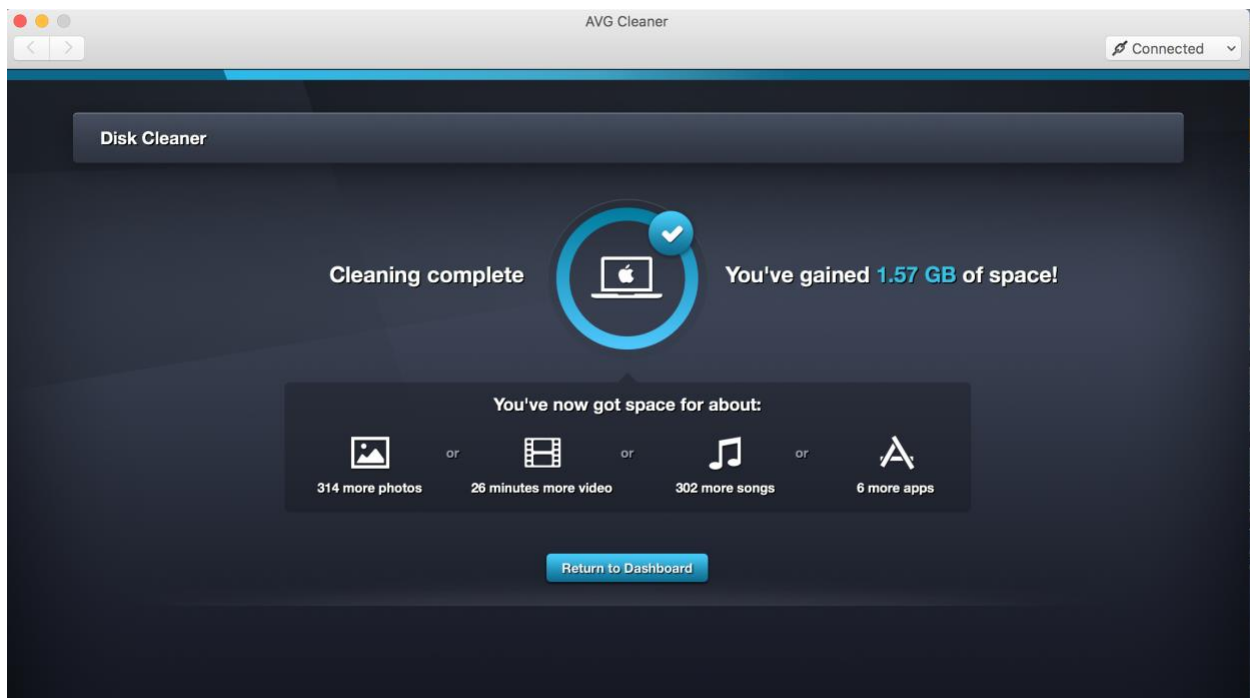 AVG Cleaner
Connected
Disk Cleaner
Cleaning complete
You've gained 1.57 GB of space!
You've now got space for about:
or or or
314 more photos 26 minutes more video 302 more songs 6 more apps
Return to Dashboard